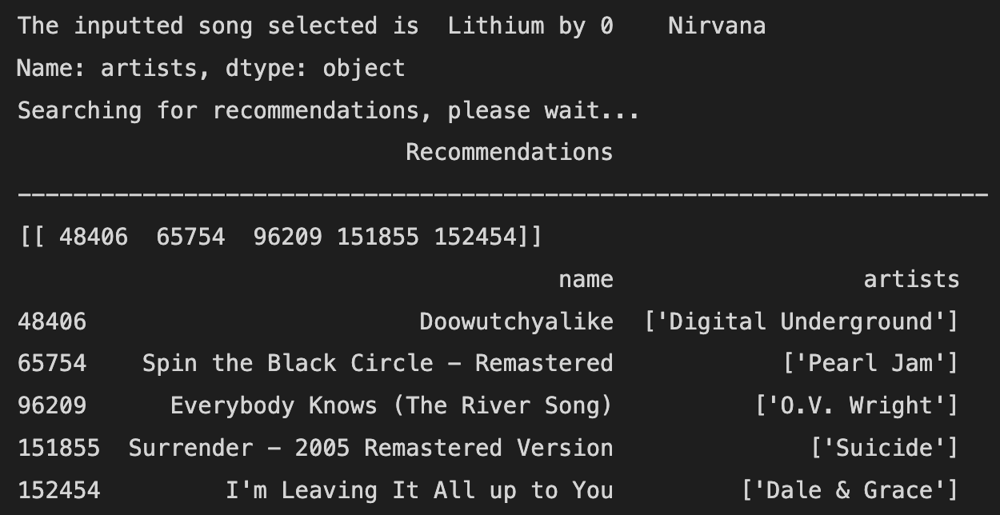 The inputted song selected is  Lithium by 0    Nirvana
Name: artists, dtype: object
Searching for recommendations, please wait...
                            Recommendations
----------------------------------------------------------------------
[[ 48406  65754  96209 151855 152454]]
                                       name                   artists
48406                        Doowutchyalike  ['Digital Underground']
65754    Spin the Black Circle - Remastered            ['Pearl Jam']
96209      Everybody Knows (The River Song)          ['O.V. Wright']
151855  Surrender - 2005 Remastered Version              ['Suicide']
152454         I'm Leaving It All up to You         ['Dale & Grace']